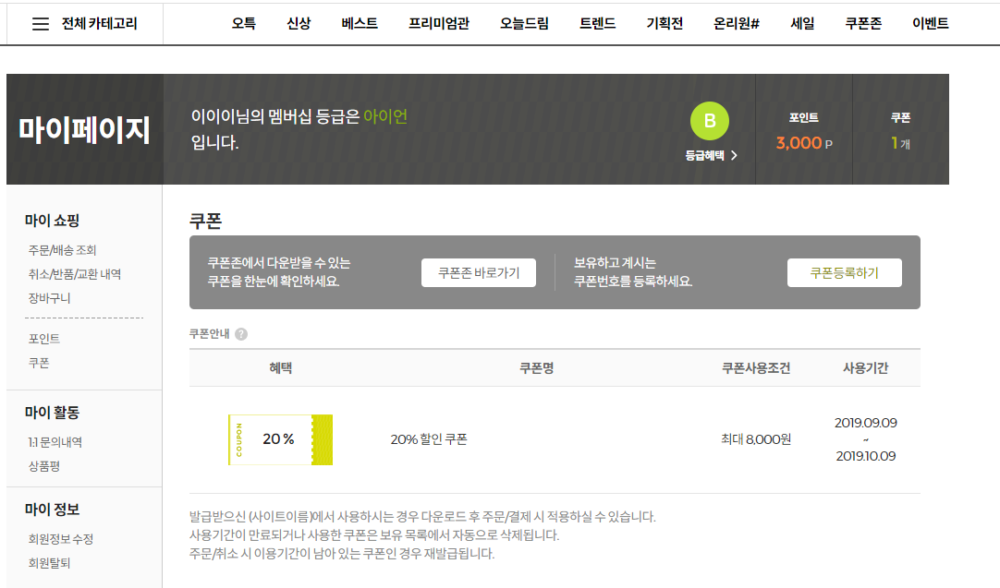 전체 카테고리
오특 신상 베스트 프리미엄관 오늘드림 트렌드 기획전 온리원# 세일 쿠폰존 이벤트
마이페이지
이이이님의 멤버십 등급은 아이언
입니다.
B
등급혜택
포인트
3,000 P
쿠폰
1 개
마이 쇼핑
주문/배송 조회
취소/반품/교환 내역
장바구니
포인트
쿠폰
마이 활동
1:1 문의내역
상품평
마이 정보
회원정보 수정
회원탈퇴
쿠폰
쿠폰존에서 다운받을 수 있는
쿠폰을 한눈에 확인하세요.
쿠폰존 바로가기
보유하고 계시는
쿠폰번호를 등록하세요.
쿠폰등록하기
쿠폰안내 ?
혜택 쿠폰명 쿠폰사용조건 사용기간
COUPON
20 %
20% 할인 쿠폰
최대 8,000원
2019.09.09
~
2019.10.09
발급받으신 (사이트이름)에서 사용하시는 경우 다운로드 후 주문/결제 시 적용하실 수 있습니다.
사용기간이 만료되거나 사용한 쿠폰은 보유 목록에서 자동으로 삭제됩니다.
주문/취소 시 이용기간이 남아 있는 쿠폰인 경우 재발급됩니다.